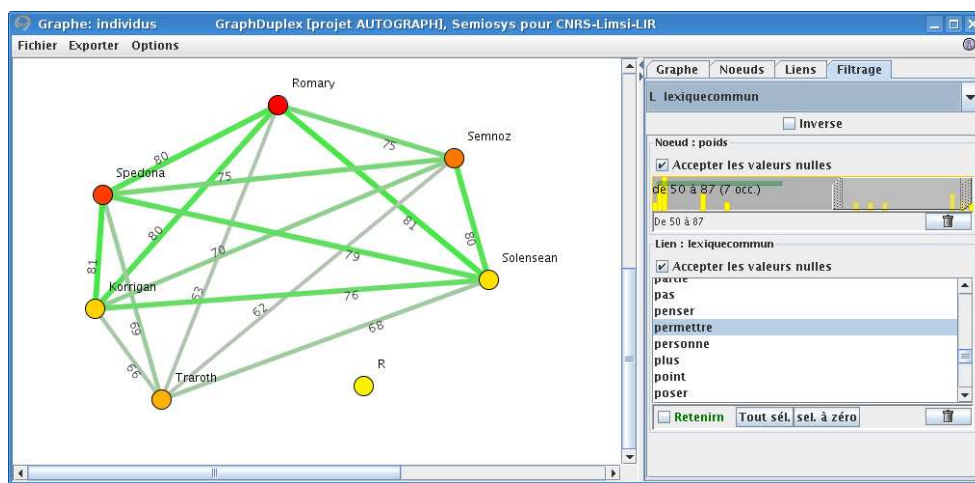 Graphe: individus GraphDuplex [projet AUTOGRAPH], Semiosys pour CNRS-Limsi-LIR
Fichier Exporter Options
Graphe Noeuds Liens Filtrage
L lexiquecommun
Inverse
Noeud : poids
Accepter les valeurs nulles
de 50 à 87 (7 occ.)
De 50 à 87
Lien : lexiquecommun
Accepter les valeurs nulles
partie
pas
penser
permettre
personne
plus
point
poser
Retenirn Tout sél. sel. à zéro
Romary
Semnoz
Spedona
Solensean
Korrigan
Traroth
R
80
75
75
81
80
80
70
79
81
63
76
62
69
68
66